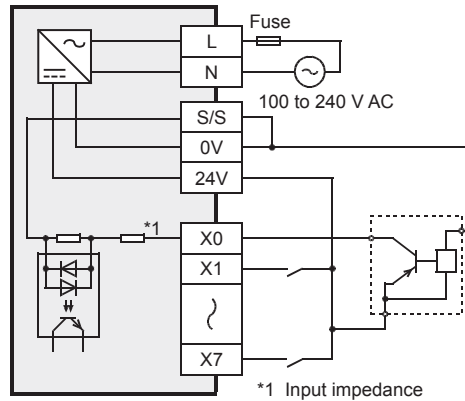 L
Fuse
N
100 to 240 V AC
S/S
0V
24V
*1
X0
X1
X7
*1 Input impedance